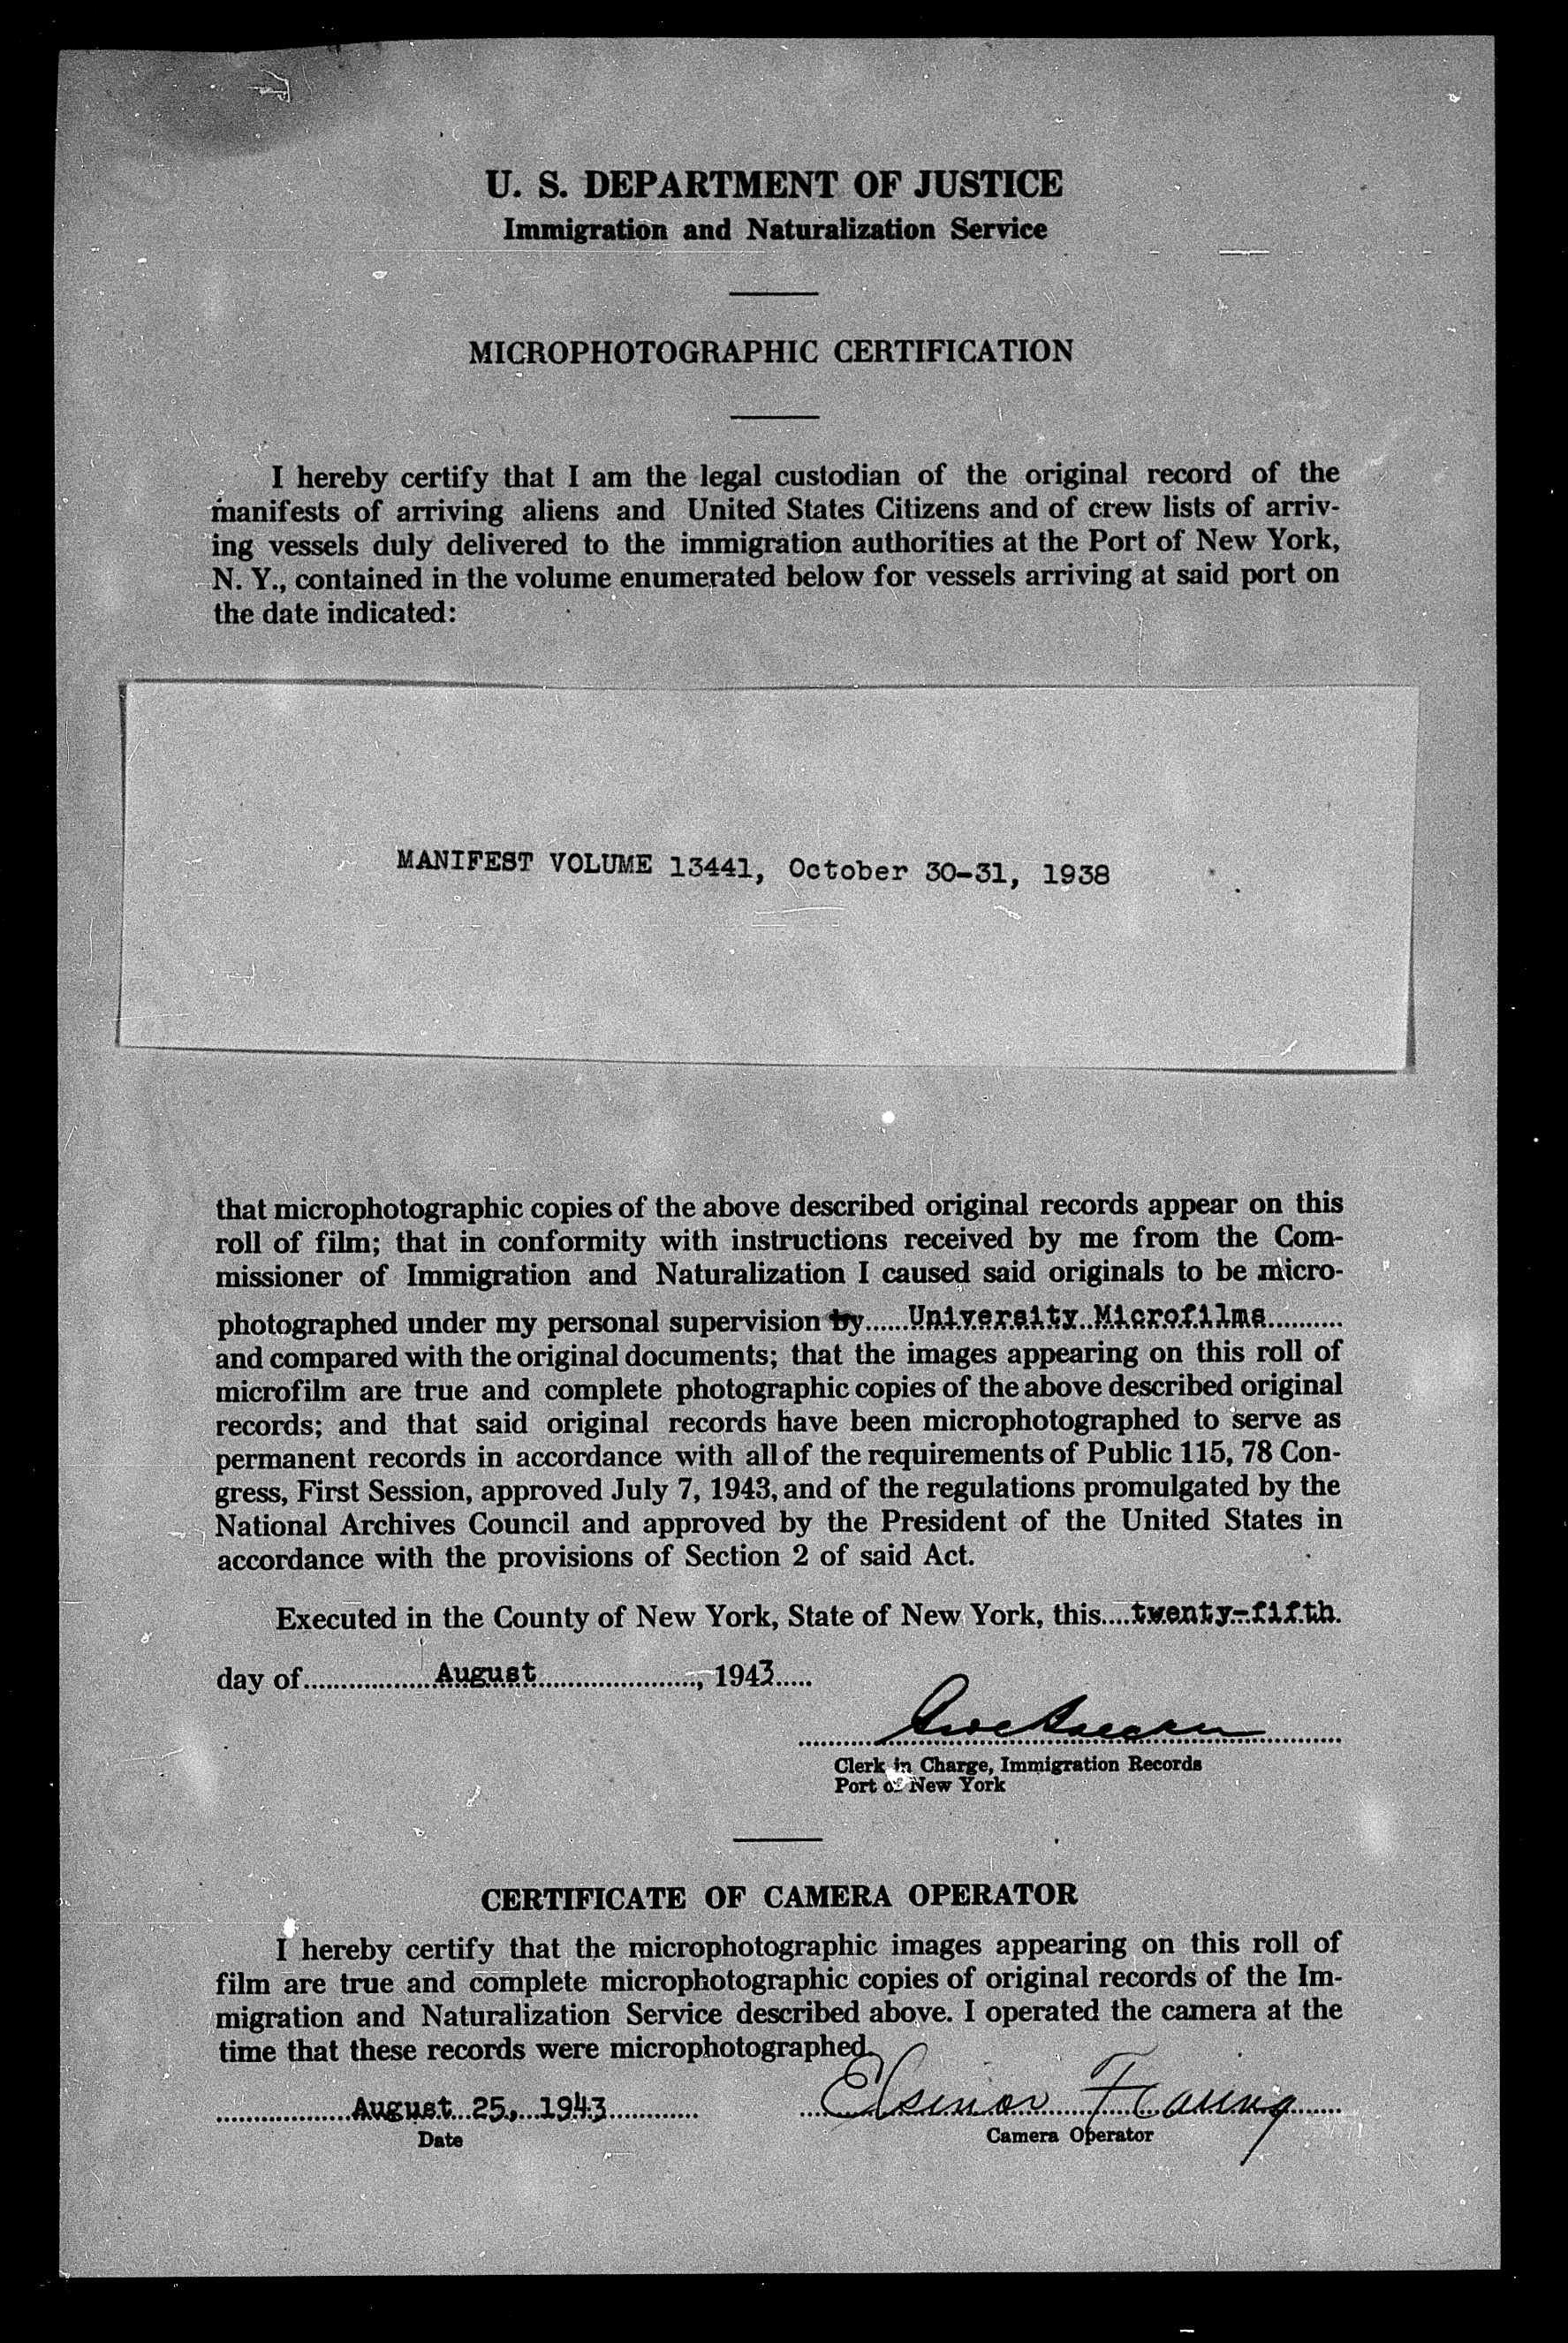 U. S. DEPARTMENT OF JUSTICE
Immigration and Naturalization Service
MICROPHOTOGRAPHIC CERTIFICATION
I hereby certify that I am the legal custodian of the original record of the
manifests of arriving aliens and United States Citizens and of crew lists of arriv-
ing vessels duly delivered to the immigration authorities at the Port of New York,
N. Y., contained in the volume enumerated below for vessels arriving at said port on
the date indicated:
MANIFEST VOLUME 13441, October 30-31, 1938
that microphotographic copies of the above described original records appear on this
roll of film; that in conformity with instructions received by me from the Com-
missioner of Immigration and Naturalization I caused said originals to be micro-
photographed under my personal supervision by......University Microfilms..........
and compared with the original documents; that the images appearing on this roll of
microfilm are true and complete photographic copies of the above described original
records; and that said original records have been microphotographed to serve as
permanent records in accordance with all of the requirements of Public 115, 78 Con-
gress, First Session, approved July 7, 1943, and of the regulations promulgated by the
National Archives Council and approved by the President of the United States in
accordance with the provisions of Section 2 of said Act.
Executed in the County of New York, State of New York, this....twenty-fifth.
day of..................August......................, 1943.....
Clerk in Charge, Immigration Records
Port of New York
CERTIFICATE OF CAMERA OPERATOR
I hereby certify that the microphotographic images appearing on this roll of
film are true and complete microphotographic copies of original records of the Im-
migration and Naturalization Service described above. I operated the camera at the
time that these records were microphotographed.
..................August 25, 1943............ Elsinor
Date Camera Operator